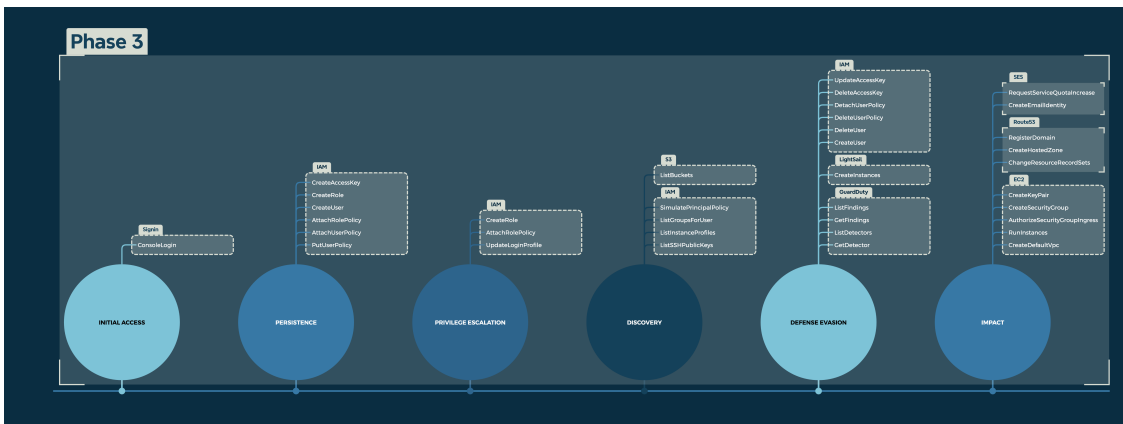 Phase 3
SignIn
ConsoleLogin
INITIAL ACCESS
IAM
CreateAccessKey
CreateRole
CreateUser
AttachRolePolicy
AttachUserPolicy
PutUserPolicy
PERSISTENCE
IAM
CreateRole
AttachRolePolicy
UpdateLoginProfile
PRIVILEGE ESCALATION
S3
ListBuckets
IAM
SimulatePrincipalPolicy
ListGroupsForUser
ListInstanceProfiles
ListSSHPublicKeys
DISCOVERY
IAM
UpdateAccessKey
DeleteAccessKey
DetachUserPolicy
DeleteUserPolicy
DeleteUser
CreateUser
LightSail
CreateInstances
GuardDuty
ListFindings
GetFindings
ListDetectors
GetDetector
DEFENSE EVASION
SES
RequestServiceQuotaIncrease
CreateEmailIdentity
Route53
RegisterDomain
CreateHostedZone
ChangeResourceRecordSets
EC2
CreateKeyPair
CreateSecurityGroup
AuthorizeSecurityGroupIngress
RunInstances
CreateDefaultVpc
IMPACT